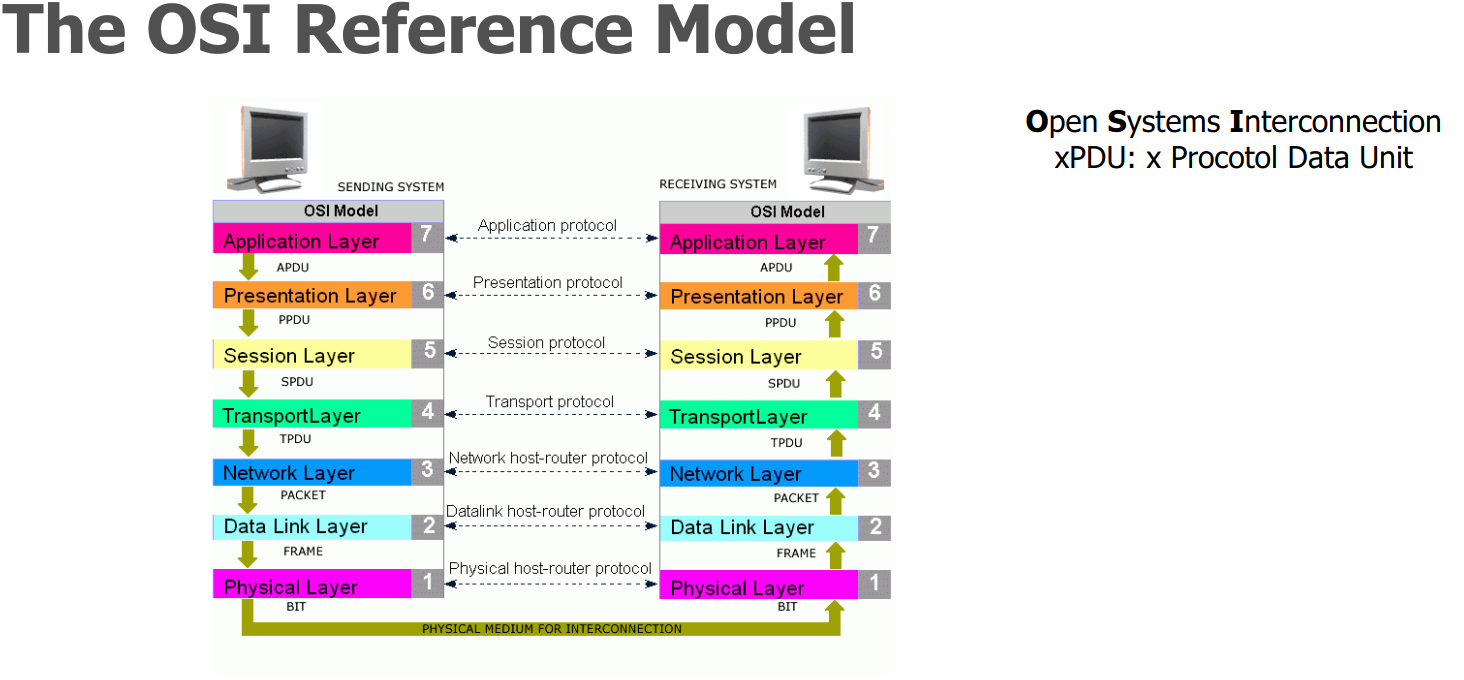 The OSI Reference Model
Open Systems Interconnection
xPDU: x Procotol Data Unit
SENDING SYSTEM
RECEIVING SYSTEM
OSI Model
OSI Model
Application Layer 7
Application protocol
Application Layer 7
APDU
APDU
Presentation Layer 6
Presentation protocol
Presentation Layer 6
PPDU
PPDU
Session Layer 5
Session protocol
Session Layer 5
SPDU
SPDU
TransportLayer 4
Transport protocol
TransportLayer 4
TPDU
TPDU
Network Layer 3
Network host-router protocol
Network Layer 3
PACKET
PACKET
Data Link Layer 2
Datalink host-router protocol
Data Link Layer 2
FRAME
FRAME
Physical Layer 1
Physical host-router protocol
Physical Layer 1
BIT
BIT
PHYSICAL MEDIUM FOR INTERCONNECTION